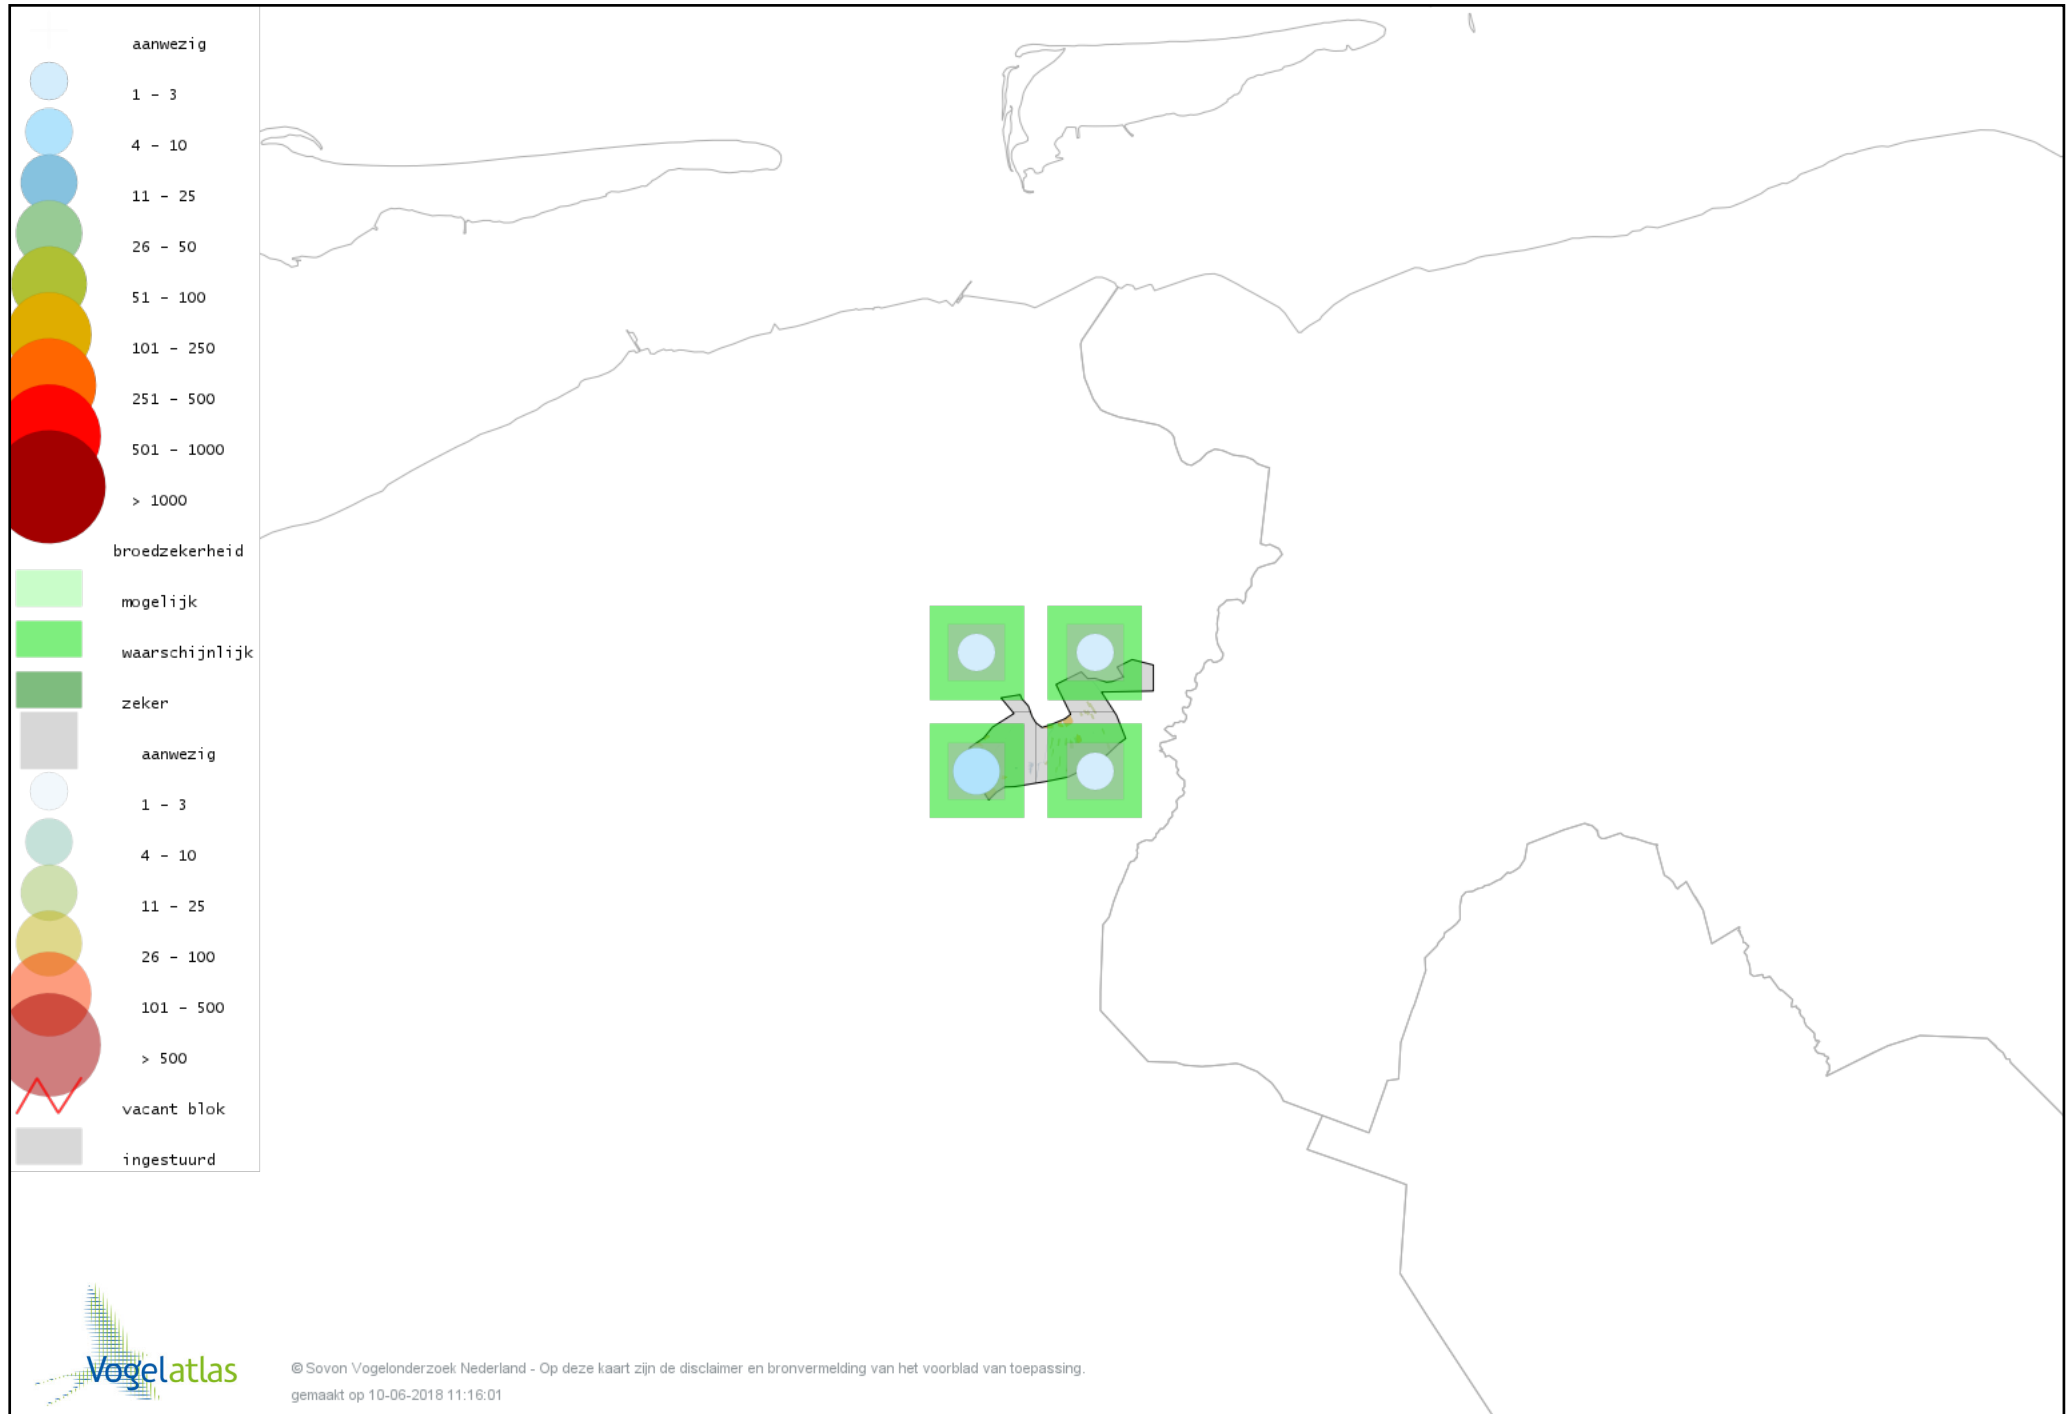 aanwezig
1 - 3
4 - 10
11 - 25
26 - 50
51 - 100
101 - 250
251 - 500
501 - 1000
> 1000
broedzekerheid
mogelijk
waarschijnlijk
zeker
aanwezig
1 - 3
4 - 10
11 - 25
26 - 100
101 - 500
> 500
vacant blok
ingestuurd
Vogelatlas
© Sovon Vogelonderzoek Nederland - Op deze kaart zijn de disclaimer en bronvermelding van het voorblad van toepassing.
gemaakt op 10-06-2018 11:16:01